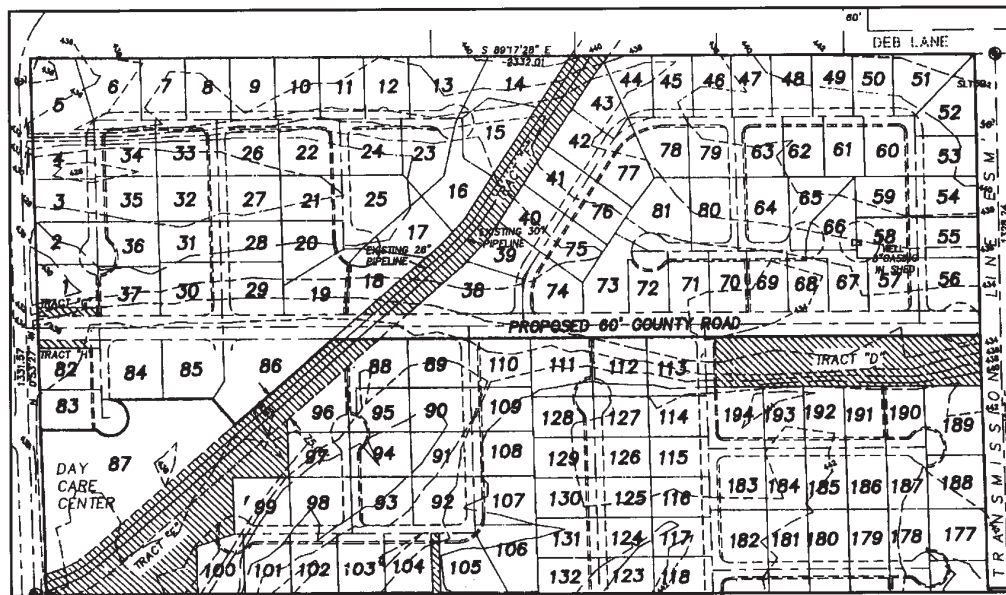 60'
DEB LANE
S 89°17'28" E
2332.01
440
438
6 7 8 9 10 11 12 13 14 44 45 46 47 48 49 50 51
5
43
52
15
42
4 34 33 26 22 24 23 78 79 63 62 61 60 53
TRACT
41 77
16
3 35 32 27 21 25 59 54
40 76 81 80 64 65
17
66
2 36 31 28 20 58 55
EXISTING 26"
PIPELINE
EXISTING 30"
PIPELINE
WELL
IN SHED
39 75
1 37 30 29 19 18 38 74 73 72 71 70 69 68 67 57 56
TRACT "G"
PROPOSED 60' COUNTY ROAD
TRACT "H"
TRACT "D"
82 84 85 86 88 89 110 111 112 113
83 96 95 90 109 128 127 114 194 193 192 191 190 189
87 97 94 91 108 129 126 115
DAY
CARE
CENTER
99 98 93 92 107 130 125 116 183 184 185 186 187 188
TRACT "E"
131 124 117 182 181 180 179 178 177
100 101 102 103 104 105 106
132 123 118
TRANSMISSION LINE ESM'T